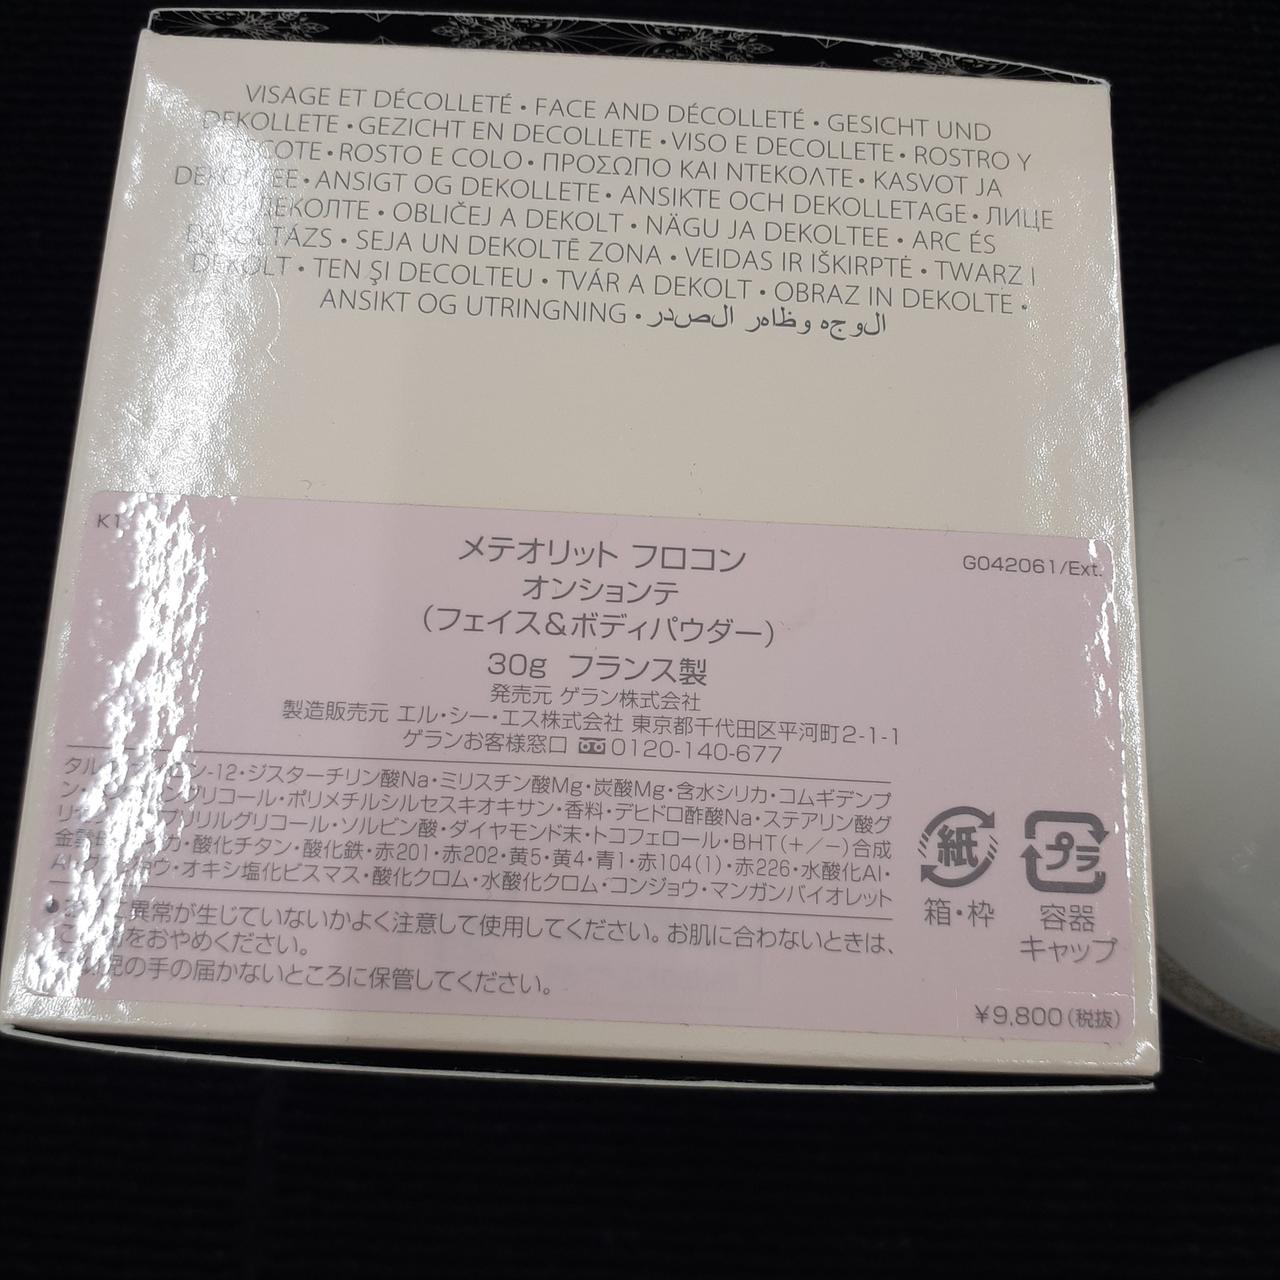 VISAGE ET DÉCOLLETÉ • FACE AND DÉCOLLETÉ • GESICHT UND
DEKOLLETE • GEZICHT EN DECOLLETE • VISO E DECOLLETE • ROSTRO Y
• ROSTO E COLO • ΠΡΟΣΩΠΟ ΚΑΙ ΝΤΕΚΟΛΤΕ • KASVOT JA
• ANSIGT OG DEKOLLETE • ANSIKTE OCH DEKOLLETAGE • ЛИЦЕ
• OBLIČEJ A DEKOLT • NÄGU JA DEKOLTEE • ARC ÉS
• SEJA UN DEKOLTĒ ZONA • VEIDAS IR IŠKIRPTĖ • TWARZ I
DEKOLT • TEN ŞI DECOLTEU • TVÁR A DEKOLT • OBRAZ IN DEKOLTE •
ANSIKT OG UTRINGNING • الوجه وظاهر الصدر
K1
G042061/Ext.
メテオリット フロコン
オンションテ
(フェイス&ボディパウダー)
30g フランス製
発売元 ゲラン株式会社
製造販売元 エル・シー・エス株式会社 東京都千代田区平河町2-1-1
ゲランお客様窓口 0120-140-677
-12・ジスターチリン酸Na・ミリスチン酸Mg・炭酸Mg・含水シリカ・コムギデンプ
ン・グリコール・ポリメチルシルセスキオキサン・香料・デヒドロ酢酸Na・ステアリン酸グ
リルグリコール・ソルビン酸・ダイヤモンド末・トコフェロール・BHT(+/−)合成
・酸化チタン・酸化鉄・赤201・赤202・黄5・黄4・青1・赤104(1)・赤226・水酸化Al・
・オキシ塩化ビスマス・酸化クロム・水酸化クロム・コンジョウ・マンガンバイオレット
異常が生じていないかよく注意して使用してください。お肌に合わないときは、
をおやめください。
の手の届かないところに保管してください。
紙
箱・枠
プラ
容器
キャップ
¥9,800(税抜)